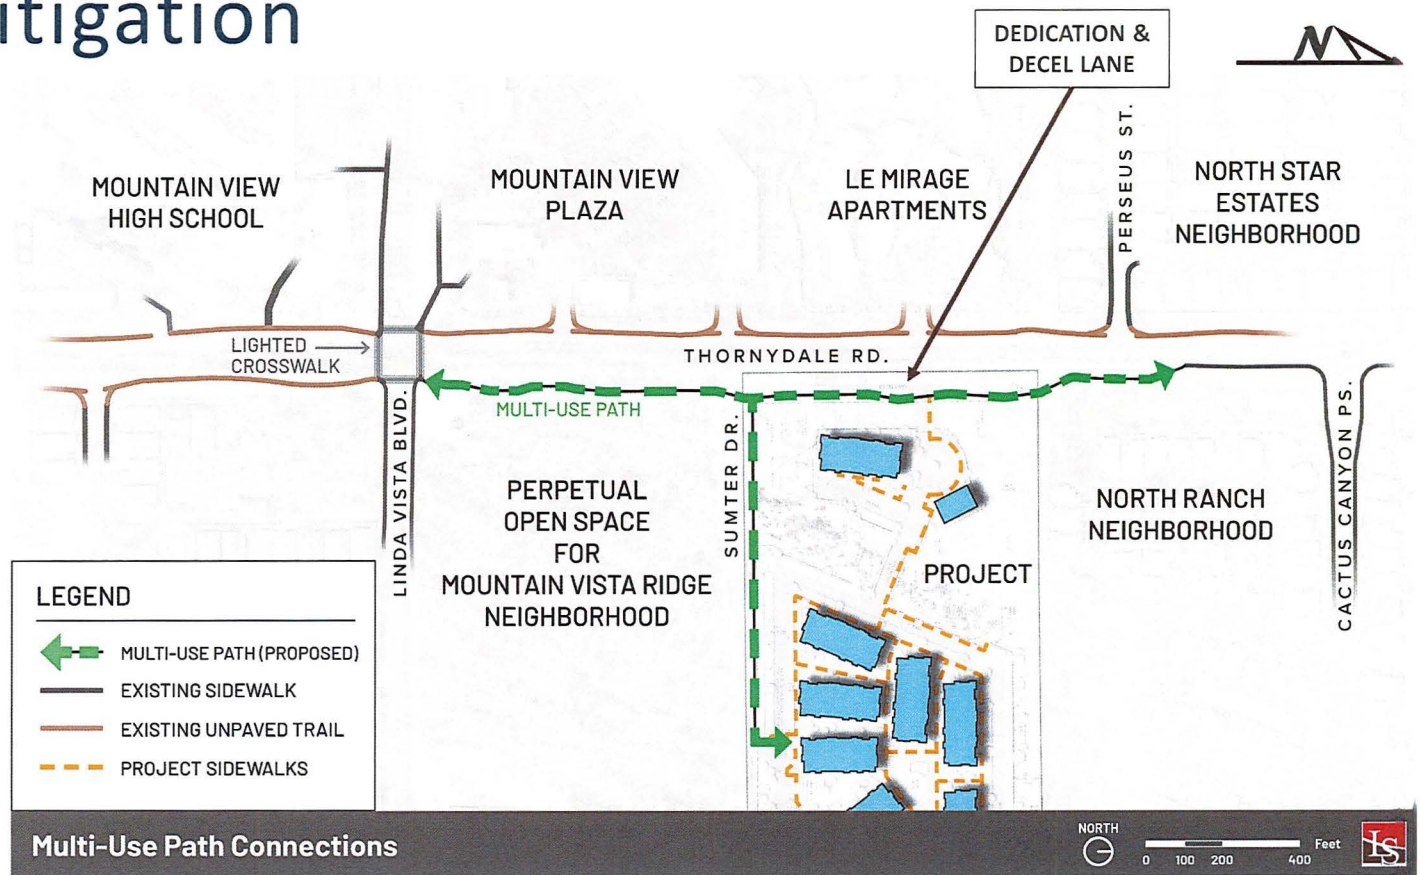 itigation
DEDICATION &
DECEL LANE
N
MOUNTAIN VIEW
HIGH SCHOOL
MOUNTAIN VIEW
PLAZA
LE MIRAGE
APARTMENTS
PERSEUS ST.
NORTH STAR
ESTATES
NEIGHBORHOOD
LIGHTED
CROSSWALK
THORNYDALE RD.
MULTI-USE PATH
LINDA VISTA BLVD.
SUMTER DR.
CACTUS CANYON PS.
PERPETUAL
OPEN SPACE
FOR
MOUNTAIN VISTA RIDGE
NEIGHBORHOOD
NORTH RANCH
NEIGHBORHOOD
PROJECT
LEGEND
MULTI-USE PATH (PROPOSED)
EXISTING SIDEWALK
EXISTING UNPAVED TRAIL
PROJECT SIDEWALKS
Multi-Use Path Connections
NORTH
0 100 200 400 Feet
LS